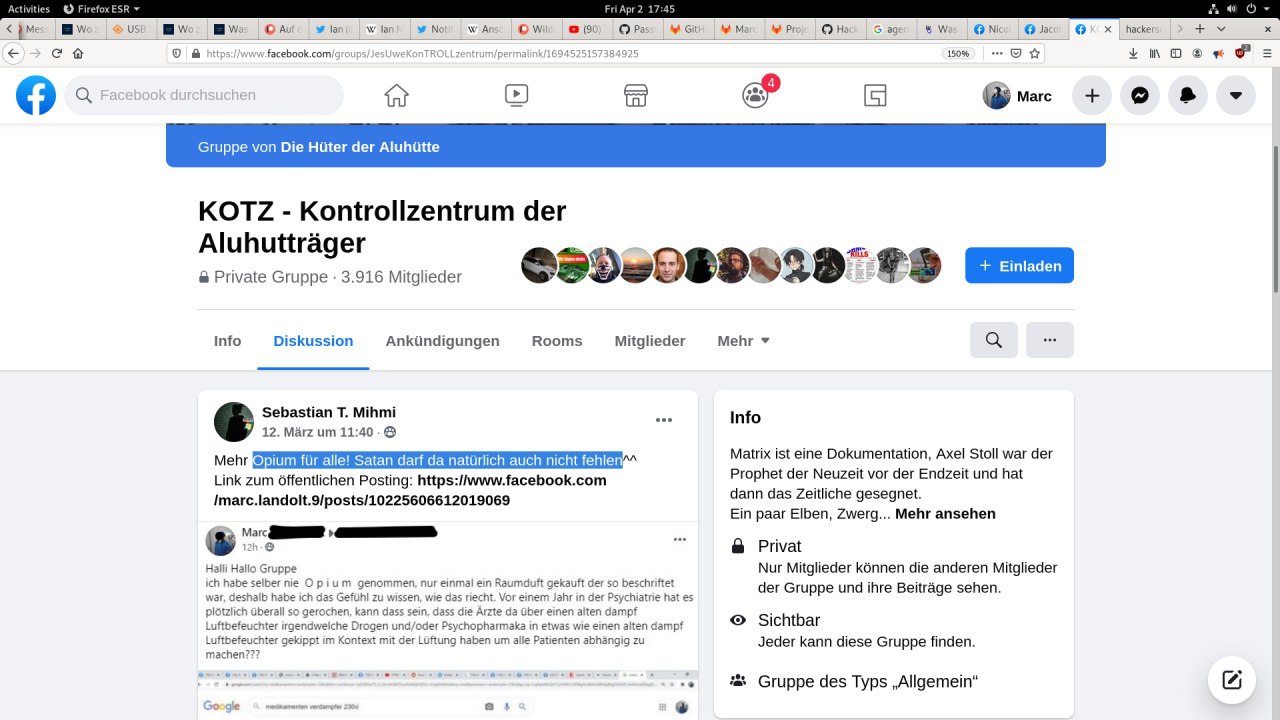 Activities Firefox ESR Fri Apr 2 17:45
Mess Wo z USB Wo z Was Auf d Ian ( Ian N Notifi Wild (90) Pass GitH Mar Proje Hack agen Was Nicol Jacob KO hackers
https://www.facebook.com/groups/JesUweKonTROLLzentrum/permalink/1694525157384925 150%
Facebook durchsuchen 4 Marc
Gruppe von Die Hüter der Aluhütte
KOTZ - Kontrollzentrum der
Aluhutträger
Private Gruppe · 3.916 Mitglieder
Einladen
Info Diskussion Ankündigungen Rooms Mitglieder Mehr
Sebastian T. Mihmi
12. März um 11:40 ·
Mehr Opium für alle! Satan darf da natürlich auch nicht fehlen^^
Link zum öffentlichen Posting: https://www.facebook.com
/marc.landolt.9/posts/10225606612019069
Marc
12h ·
Halli Hallo Gruppe
ich habe selber nie O p i u m genommen, nur einmal ein Raumduft gekauft der so beschriftet
war, deshalb habe ich das Gefühl zu wissen, wie das riecht. Vor einem Jahr in der Psychiatrie hat es
plötzlich überall so gerochen, kann dass sein, dass die Ärzte da über einen alten dampf
Luftbefeuchter irgendwelche Drogen und/oder Psychopharmaka in etwas wie einen alten dampf
Luftbefeuchter gekippt im Kontext mit der Lüftung haben um alle Patienten abhängig zu
machen???
Google medikamenten verdampfer 230v
Info
Matrix ist eine Dokumentation, Axel Stoll war der
Prophet der Neuzeit vor der Endzeit und hat
dann das Zeitliche gesegnet.
Ein paar Elben, Zwerg... Mehr ansehen
Privat
Nur Mitglieder können die anderen Mitglieder
der Gruppe und ihre Beiträge sehen.
Sichtbar
Jeder kann diese Gruppe finden.
Gruppe des Typs „Allgemein“